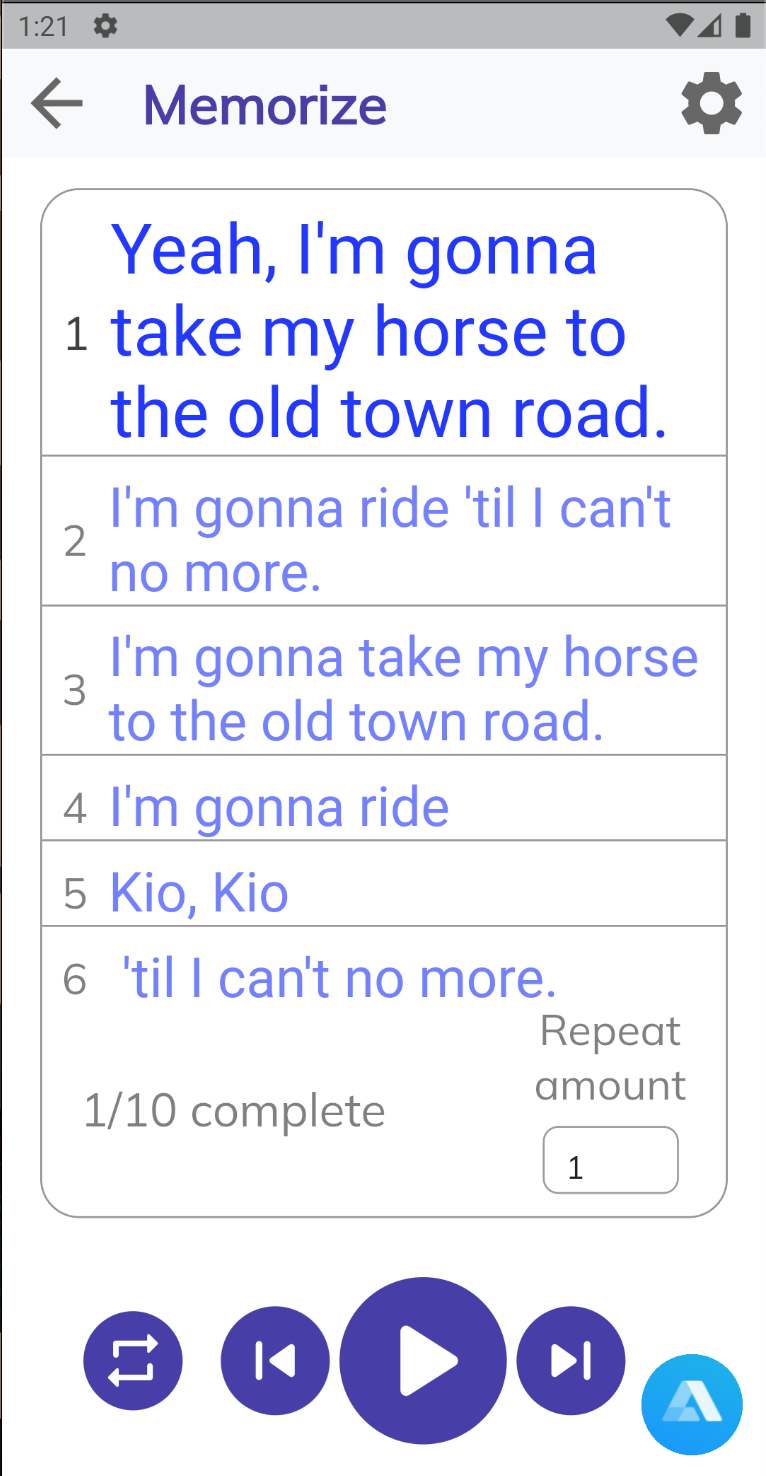 1:21
Memorize
Yeah, I'm gonna
1 take my horse to
the old town road.
I'm gonna ride 'til I can't
2
no more.
I'm gonna take my horse
3
to the old town road.
4 I'm gonna ride
5 Kio, Kio
6 'til I can't no more.
Repeat
amount
1/10 complete
1